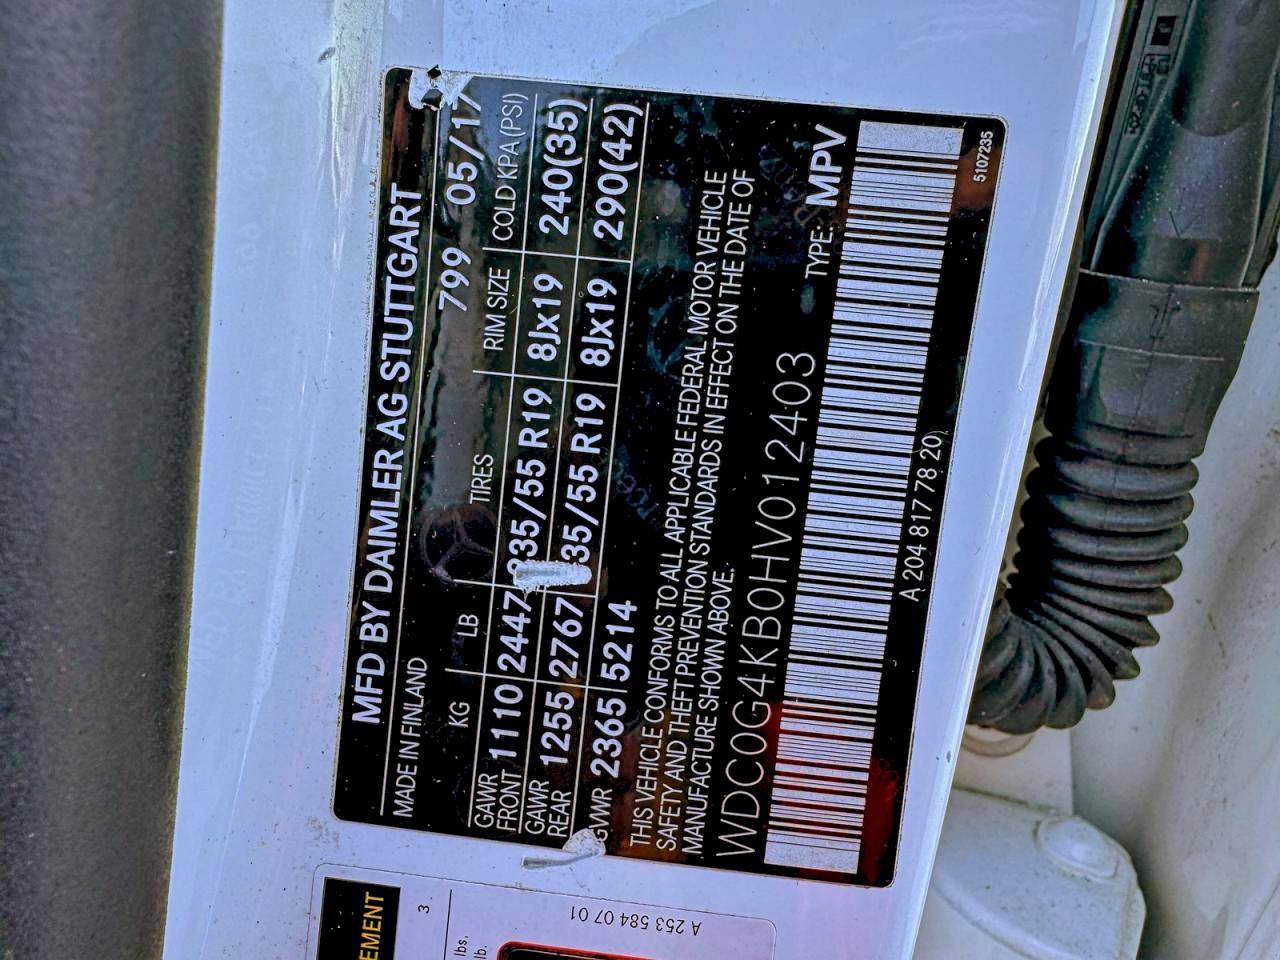 MFD BY DAIMLER AG STUTTGART
MADE IN FINLAND 799 05/17
KG LB TIRES RIM SIZE COLD KPA (PSI)
GAWR FRONT 1110 2447 235/55 R19 8Jx19 240(35)
GAWR REAR 1255 2767 35/55 R19 8Jx19 290(42)
GVWR 2365 5214
THIS VEHICLE CONFORMS TO ALL APPLICABLE FEDERAL MOTOR VEHICLE
SAFETY AND THEFT PREVENTION STANDARDS IN EFFECT ON THE DATE OF
MANUFACTURE SHOWN ABOVE.
WDC0G4KB0HV012403 TYPE: MPV
A 204 817 78 20)
5107235
A 253 584 07 01
EMENT
3.
lbs.
lb.